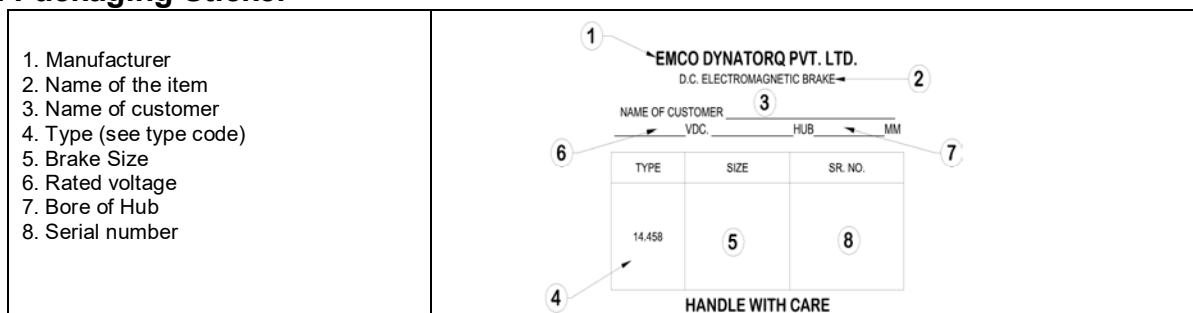 1. Manufacturer
2. Name of the item
3. Name of customer
4. Type (see type code)
5. Brake Size
6. Rated voltage
7. Bore of Hub
8. Serial number
1
EMCO DYNATORQ PVT. LTD.
D.C. ELECTROMAGNETIC BRAKE 2
NAME OF CUSTOMER 3
VDC. HUB MM
6 7
TYPE SIZE SR. NO.
14.458 5 8
4
HANDLE WITH CARE